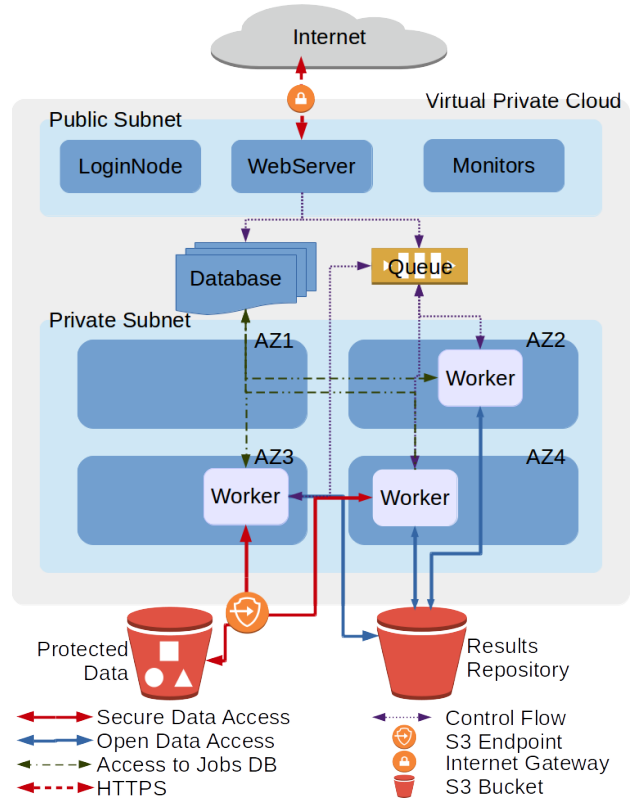 Internet
Virtual Private Cloud
Public Subnet
LoginNode
WebServer
Monitors
Database
Queue
Private Subnet
AZ1
AZ2
Worker
AZ3
AZ4
Worker
Worker
Protected
Data
Results
Repository
Secure Data Access
Open Data Access
Access to Jobs DB
HTTPS
Control Flow
S3 Endpoint
Internet Gateway
S3 Bucket